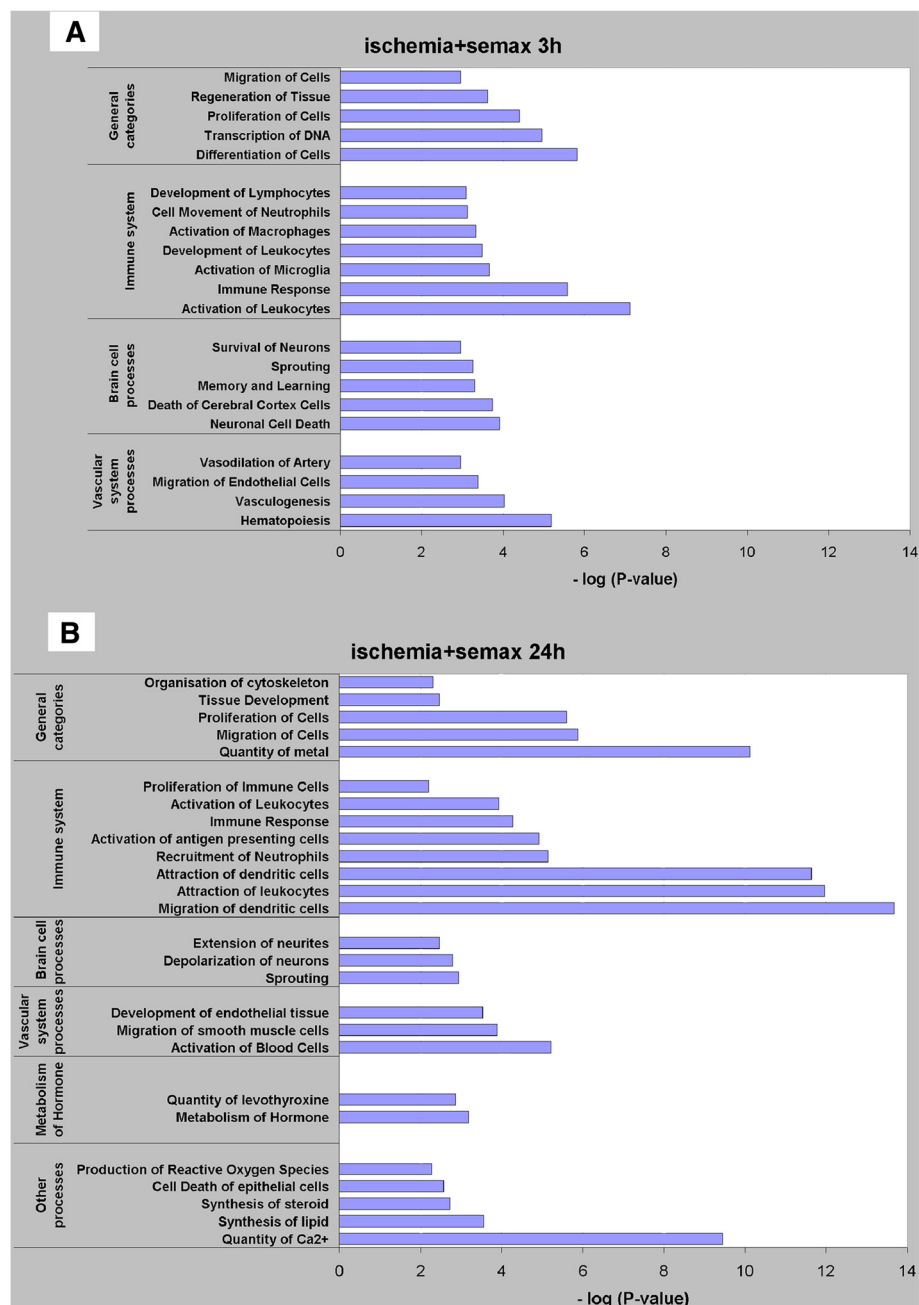 A
ischemia+semax 3h
General
categories
Migration of Cells
Regeneration of Tissue
Proliferation of Cells
Transcription of DNA
Differentiation of Cells
Immune system
Development of Lymphocytes
Cell Movement of Neutrophils
Activation of Macrophages
Development of Leukocytes
Activation of Microglia
Immune Response
Activation of Leukocytes
Brain cell
processes
Survival of Neurons
Sprouting
Memory and Learning
Death of Cerebral Cortex Cells
Neuronal Cell Death
Vascular
system
processes
Vasodilation of Artery
Migration of Endothelial Cells
Vasculogenesis
Hematopoiesis
0 2 4 6 8 10 12 14
- log (P-value)
B
ischemia+semax 24h
General
categories
Organisation of cytoskeleton
Tissue Development
Proliferation of Cells
Migration of Cells
Quantity of metal
Immune system
Proliferation of Immune Cells
Activation of Leukocytes
Immune Response
Activation of antigen presenting cells
Recruitment of Neutrophils
Attraction of dendritic cells
Attraction of leukocytes
Migration of dendritic cells
Brain cell
processes
Extension of neurites
Depolarization of neurons
Sprouting
Vascular
system
processes
Development of endothelial tissue
Migration of smooth muscle cells
Activation of Blood Cells
Metabolism
of Hormone
Quantity of levothyroxine
Metabolism of Hormone
Other
processes
Production of Reactive Oxygen Species
Cell Death of epithelial cells
Synthesis of steroid
Synthesis of lipid
Quantity of Ca2+
0 2 4 6 8 10 12 14
- log (P-value)